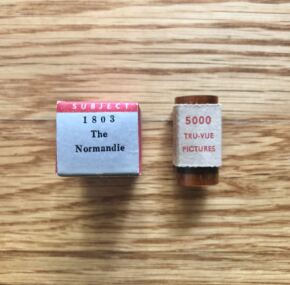 SUBJECT
1803
The
Normandie
5000
TRU-VUE
PICTURES